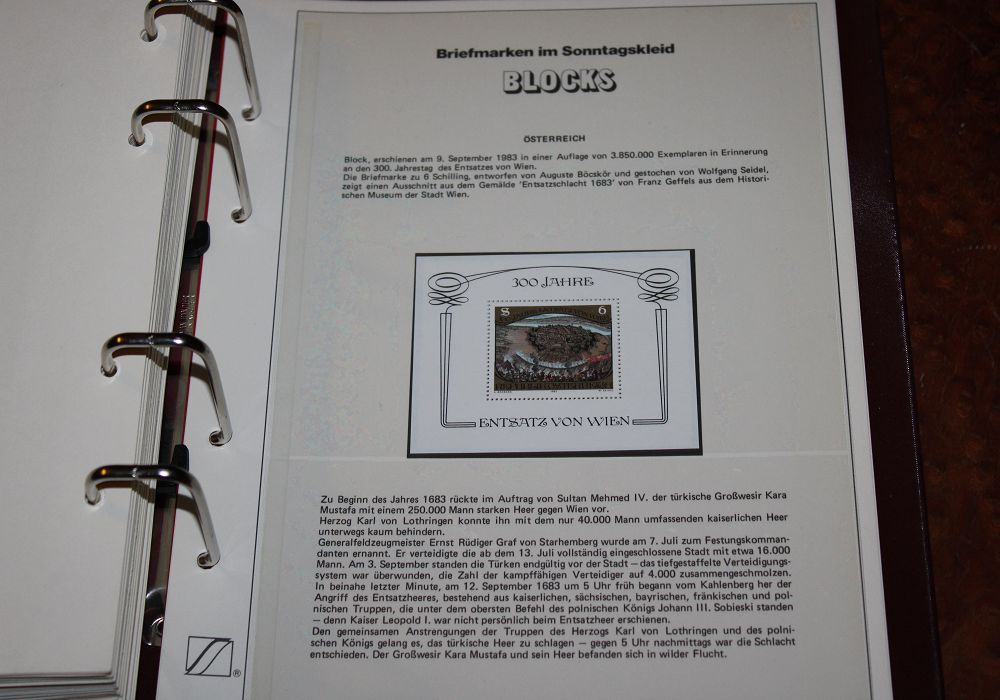 Briefmarken im Sonntagskleid
BLOCKS
ÖSTERREICH
Block, erschienen am 9. September 1983 in einer Auflage von 3.850.000 Exemplaren in Erinnerung
an den 300. Jahrestag des Entsatzes von Wien.
Die Briefmarke zu 6 Schilling, entworfen von Auguste Böcskör und gestochen von Wolfgang Seidel,
zeigt einen Ausschnitt aus dem Gemälde 'Entsatzschlacht 1683' von Franz Geffels aus dem Histori-
schen Museum der Stadt Wien.
300 JAHRE
S 6
REPUBLIK ÖSTERREICH
ENTSATZ VON WIEN
Zu Beginn des Jahres 1683 rückte im Auftrag von Sultan Mehmed IV. der türkische Großwesir Kara
Mustafa mit einem 250.000 Mann starken Heer gegen Wien vor.
Herzog Karl von Lothringen konnte ihn mit dem nur 40.000 Mann umfassenden kaiserlichen Heer
unterwegs kaum behindern.
Generalfeldzeugmeister Ernst Rüdiger Graf von Starhemberg wurde am 7. Juli zum Festungskomman-
danten ernannt. Er verteidigte die ab dem 13. Juli vollständig eingeschlossene Stadt mit etwa 16.000
Mann. Am 3. September standen die Türken endgültig vor der Stadt – das tiefgestaffelte Verteidigungs-
system war überwunden, die Zahl der kampffähigen Verteidiger auf 4.000 zusammengeschmolzen.
In beinahe letzter Minute, am 12. September 1683 um 5 Uhr früh begann vom Kahlenberg her der
Angriff des Entsatzheeres, bestehend aus kaiserlichen, sächsischen, bayrischen, fränkischen und pol-
nischen Truppen, die unter dem obersten Befehl des polnischen Königs Johann III. Sobieski standen
– denn Kaiser Leopold I. war nicht persönlich beim Entsatzheer erschienen.
Den gemeinsamen Anstrengungen der Truppen des Herzogs Karl von Lothringen und des polni-
schen Königs gelang es, das türkische Heer zu schlagen – gegen 5 Uhr nachmittags war die Schlacht
entschieden. Der Großwesir Kara Mustafa und sein Heer befanden sich in wilder Flucht.
®